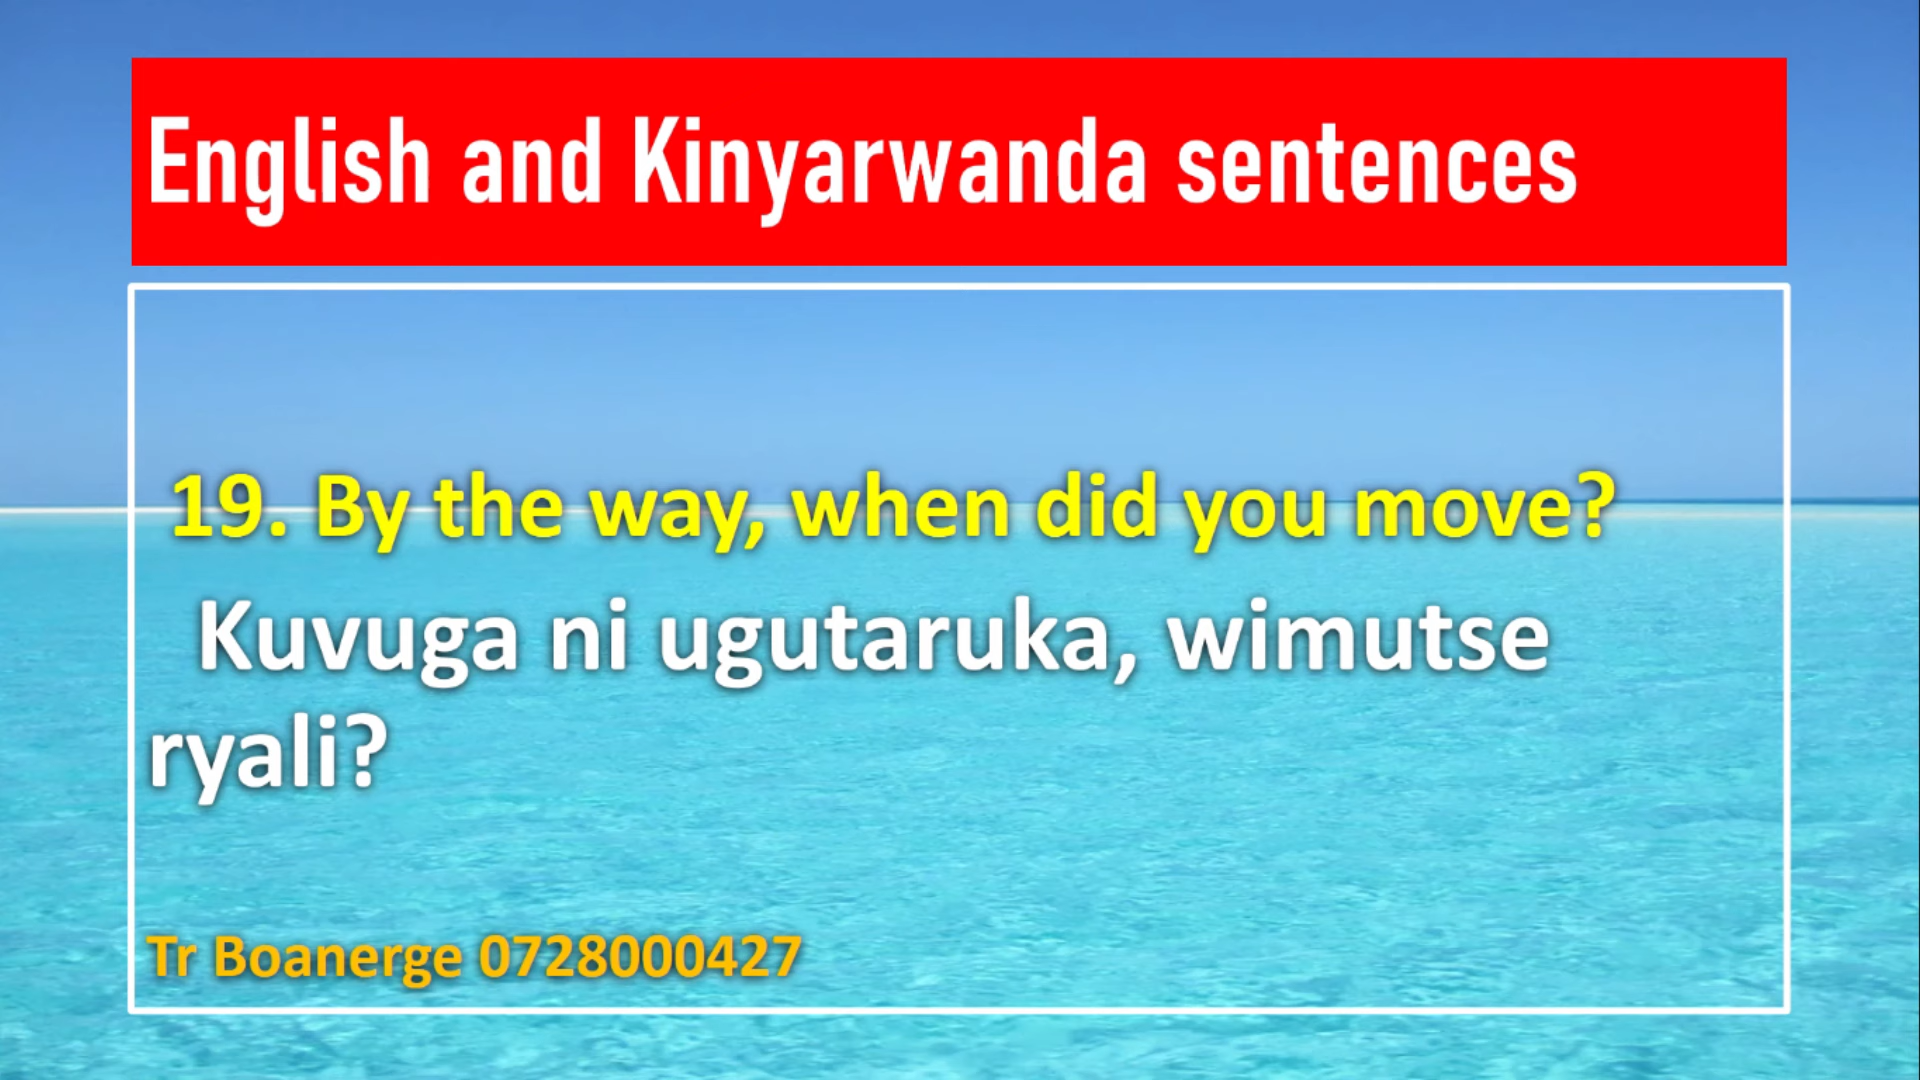 English and Kinyarwanda sentences
19. By the way, when did you move?
Kuvuga ni ugutaruka, wimutse
ryali?
Tr Boanerge 0728000427